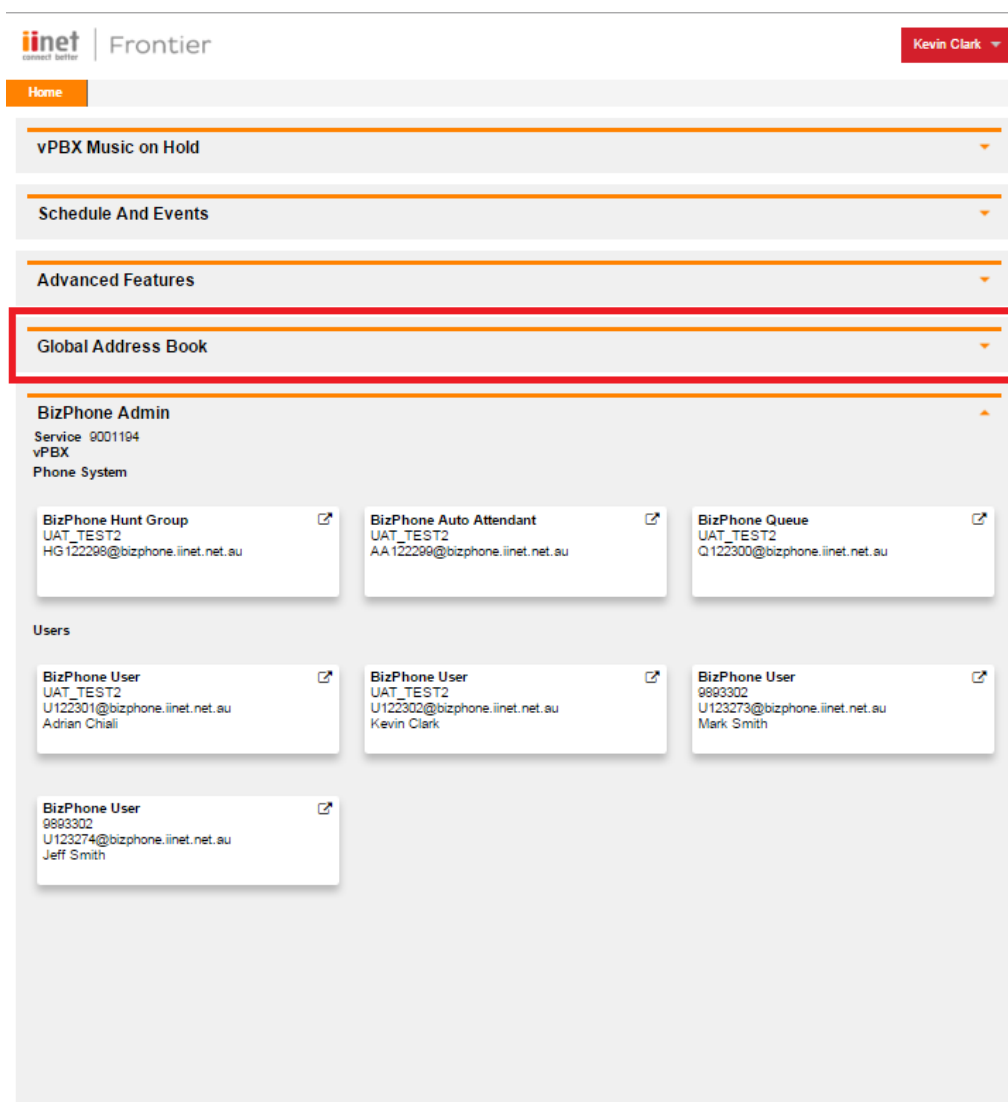 iinet
connect better
Frontier
Kevin Clark
Home
vPBX Music on Hold
Schedule And Events
Advanced Features
Global Address Book
BizPhone Admin
Service 9001194
vPBX
Phone System
BizPhone Hunt Group
UAT_TEST2
HG122298@bizphone.iinet.net.au
BizPhone Auto Attendant
UAT_TEST2
AA122299@bizphone.iinet.net.au
BizPhone Queue
UAT_TEST2
Q122300@bizphone.iinet.net.au
Users
BizPhone User
UAT_TEST2
U122301@bizphone.iinet.net.au
Adrian Chiali
BizPhone User
UAT_TEST2
U122302@bizphone.iinet.net.au
Kevin Clark
BizPhone User
9893302
U123273@bizphone.iinet.net.au
Mark Smith
BizPhone User
9893302
U123274@bizphone.iinet.net.au
Jeff Smith